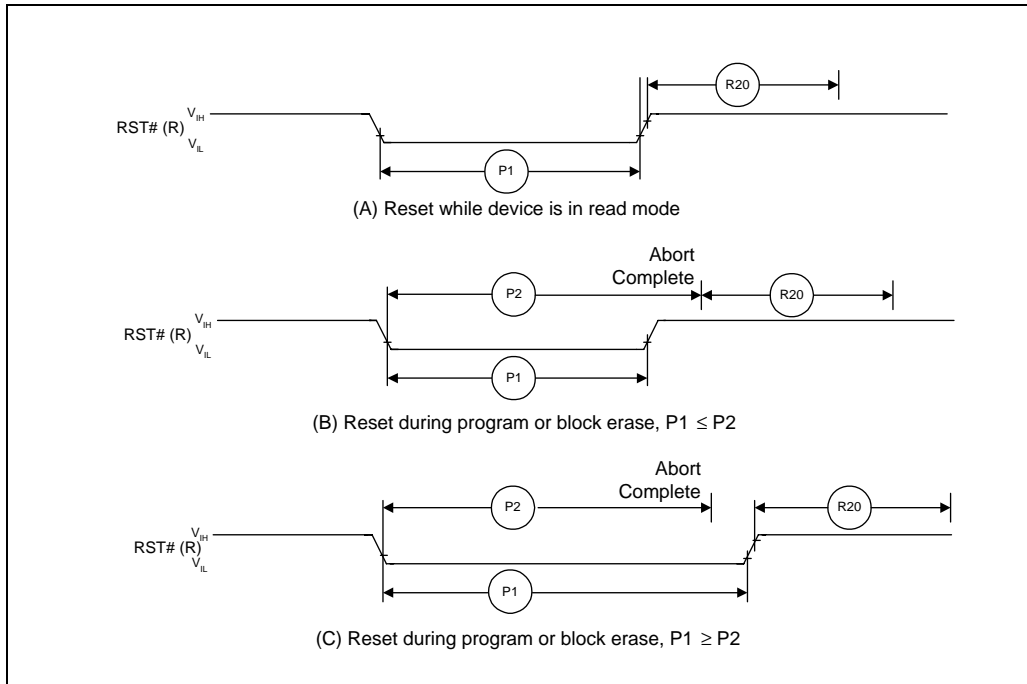 R20
V_IH
RST# (R)
V_IL
P1
(A) Reset while device is in read mode
Abort
Complete
P2
R20
V_IH
RST# (R)
V_IL
P1
(B) Reset during program or block erase, P1 ≤ P2
Abort
Complete
P2
R20
V_IH
RST# (R)
V_IL
P1
(C) Reset during program or block erase, P1 ≥ P2